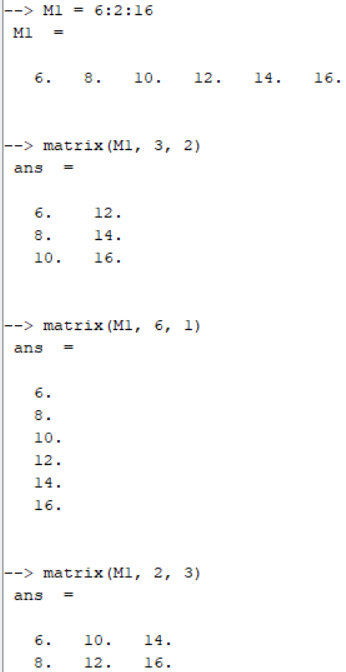 --> M1 = 6:2:16
M1  =
6.   8.   10.   12.   14.   16.
--> matrix(M1, 3, 2)
ans  =
6.    12.
8.    14.
10.   16.
--> matrix(M1, 6, 1)
ans  =
6.
8.
10.
12.
14.
16.
--> matrix(M1, 2, 3)
ans  =
6.   10.   14.
8.   12.   16.